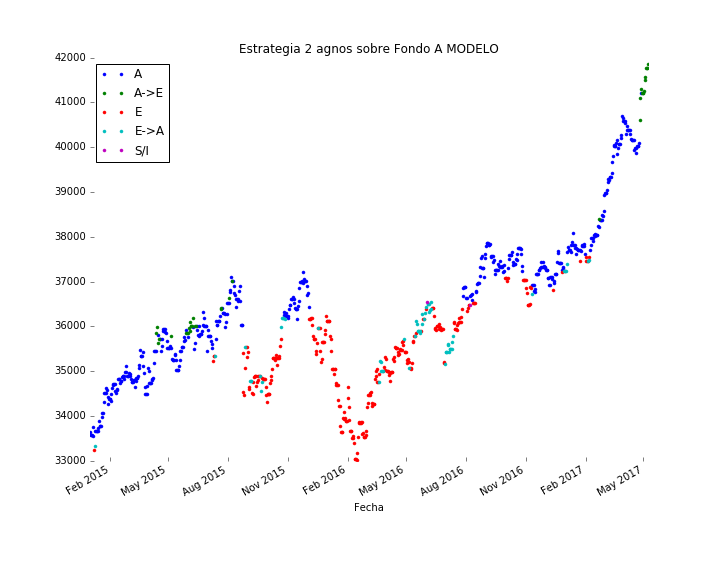 Estrategia 2 agnos sobre Fondo A MODELO
42000
41000
40000
39000
38000
37000
36000
35000
34000
33000
A
A->E
E
E->A
S/I
Feb 2015
May 2015
Aug 2015
Nov 2015
Feb 2016
May 2016
Aug 2016
Nov 2016
Feb 2017
May 2017
Fecha